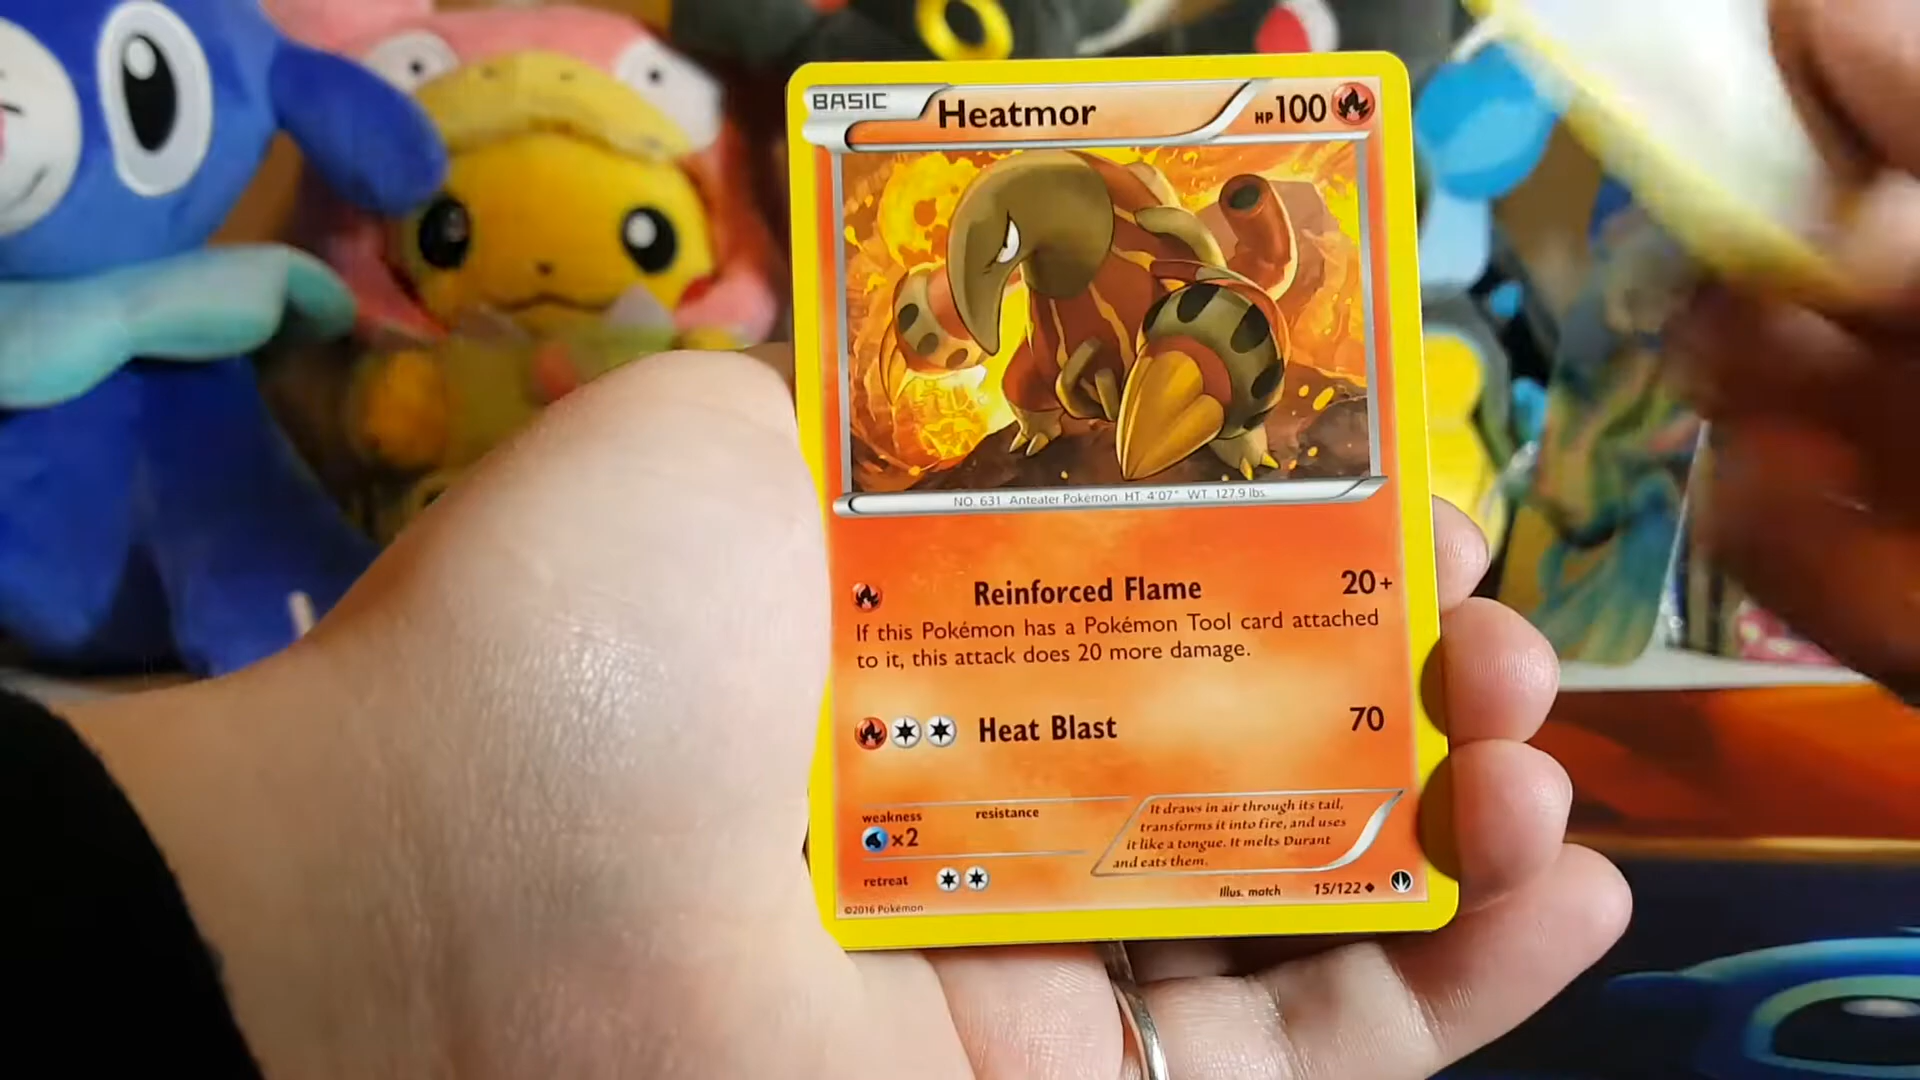 BASIC Heatmor HP100
NO. 631 Anteater Pokémon HT. 4'07" WT. 127.9 lbs.
Reinforced Flame 20+
If this Pokémon has a Pokémon Tool card attached
to it, this attack does 20 more damage.
Heat Blast 70
weakness resistance
×2
retreat
It draws in air through its tail,
transforms it into fire, and uses
it like a tongue. It melts Durant
and eats them.
Illus. match 15/122
©2016 Pokémon